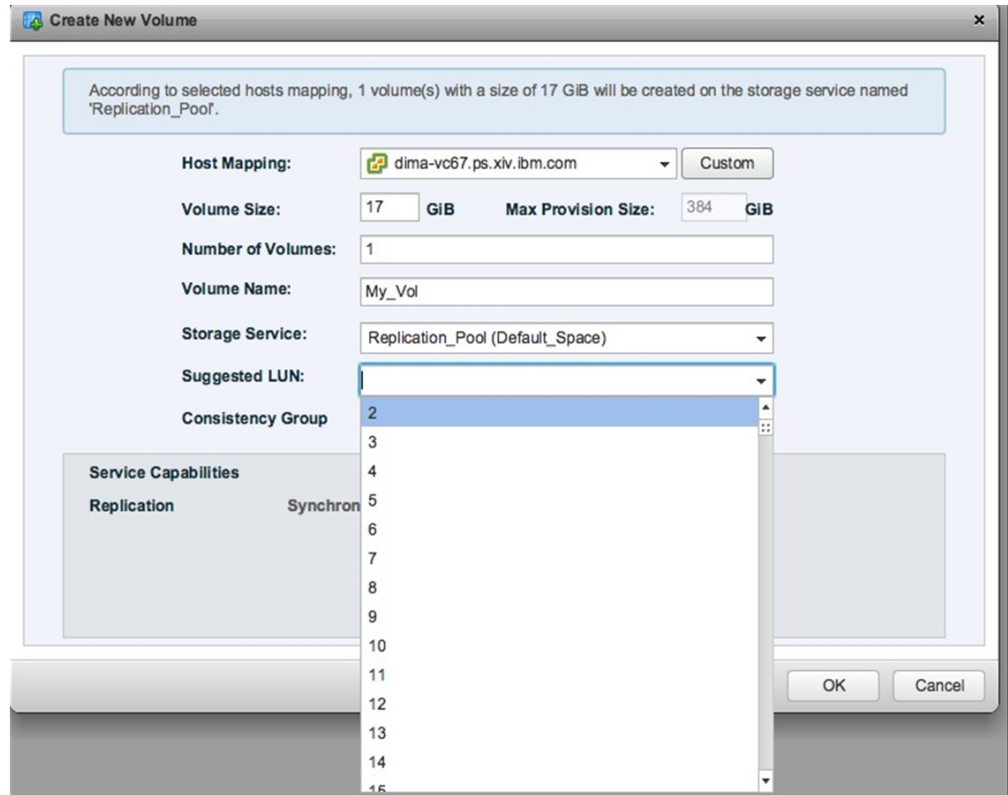 Create New Volume
According to selected hosts mapping, 1 volume(s) with a size of 17 GiB will be created on the storage service named
'Replication_Pool'.
Host Mapping: dima-vc67.ps.xiv.ibm.com Custom
Volume Size: 17 GiB Max Provision Size: 384 GiB
Number of Volumes: 1
Volume Name: My_Vol
Storage Service: Replication_Pool (Default_Space)
Suggested LUN:
Consistency Group
2
3
4
5
6
7
8
9
10
11
12
13
14
15
Service Capabilities
Replication Synchron
OK Cancel